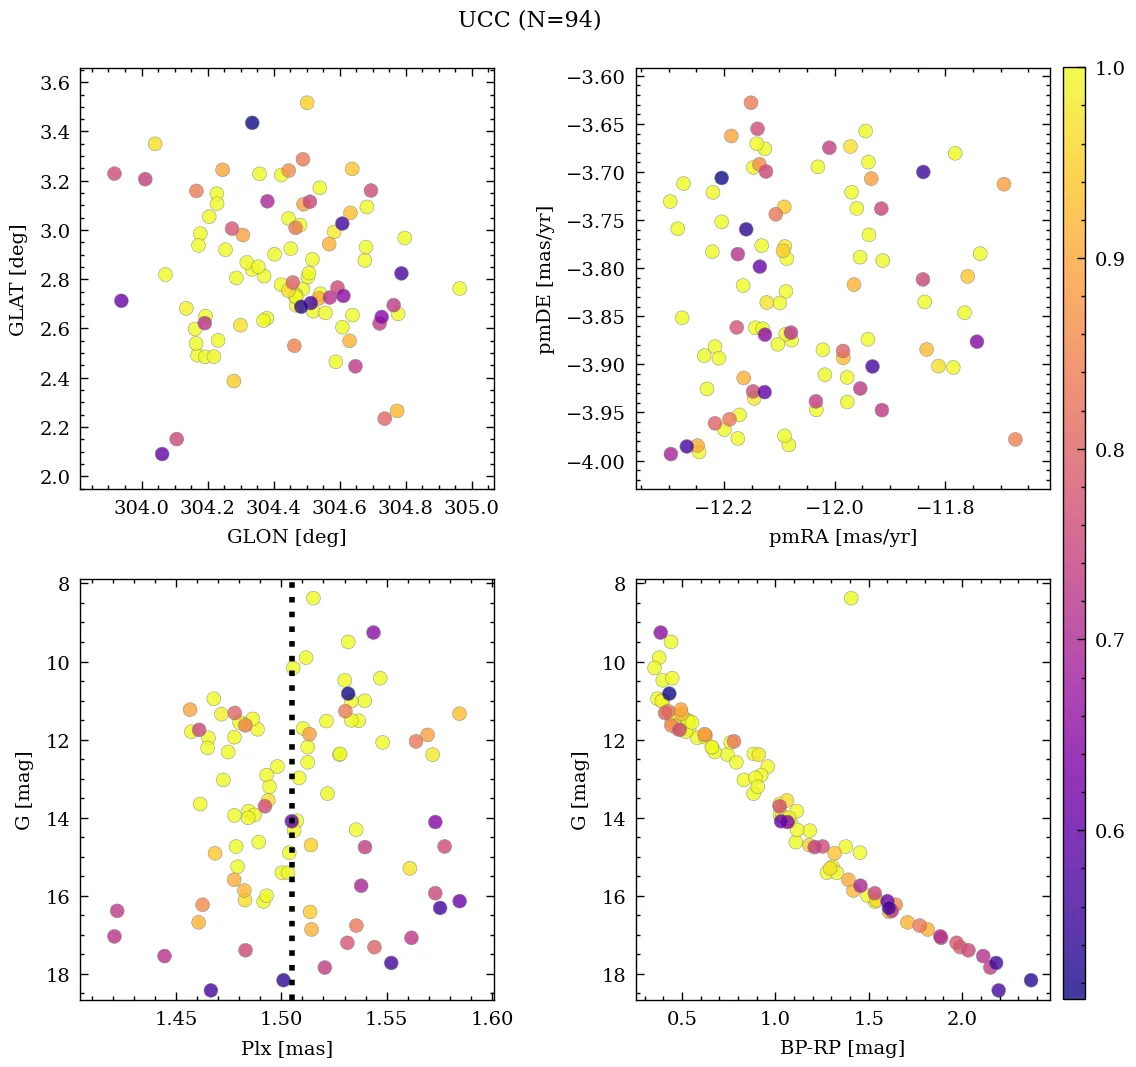 UCC (N=94)
3.6
3.4
3.2
3.0
2.8
2.6
2.4
2.2
2.0
GLAT [deg]
304.0 304.2 304.4 304.6 304.8 305.0
GLON [deg]
−3.60
−3.65
−3.70
−3.75
−3.80
−3.85
−3.90
−3.95
−4.00
pmDE [mas/yr]
−12.2 −12.0 −11.8
pmRA [mas/yr]
1.0
0.9
0.8
0.7
0.6
8
10
12
14
16
18
G [mag]
1.45 1.50 1.55 1.60
Plx [mas]
8
10
12
14
16
18
G [mag]
0.5 1.0 1.5 2.0
BP-RP [mag]